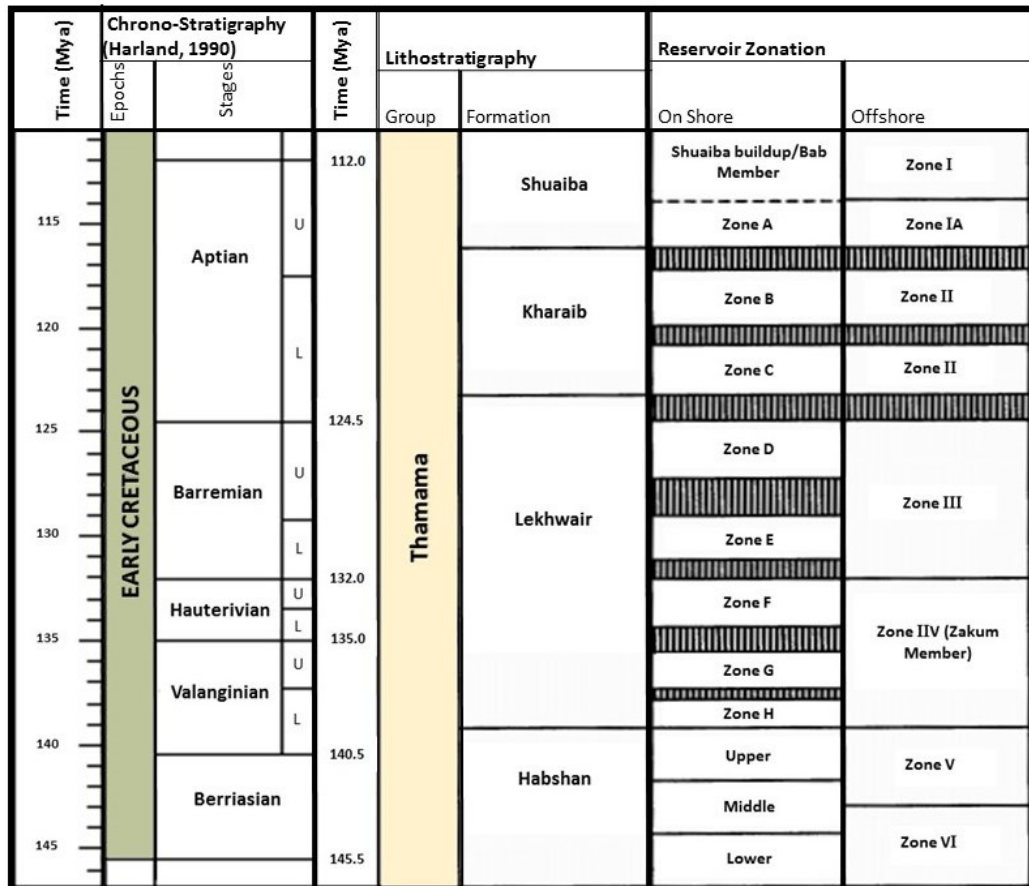 Time (Mya)
Chrono-Stratigraphy
(Harland, 1990)
Epochs
Stages
Time (Mya)
Lithostratigraphy
Group
Formation
Reservoir Zonation
On Shore
Offshore
115
120
125
130
135
140
145
EARLY CRETACEOUS
Aptian
U
L
Barremian
U
L
Hauterivian
U
L
Valanginian
U
L
Berriasian
112.0
124.5
132.0
135.0
140.5
145.5
Thamama
Shuaiba
Kharaib
Lekhwair
Habshan
Shuaiba buildup/Bab
Member
Zone A
Zone B
Zone C
Zone D
Zone E
Zone F
Zone G
Zone H
Upper
Middle
Lower
Zone I
Zone IA
Zone II
Zone II
Zone III
Zone IIV (Zakum
Member)
Zone V
Zone VI